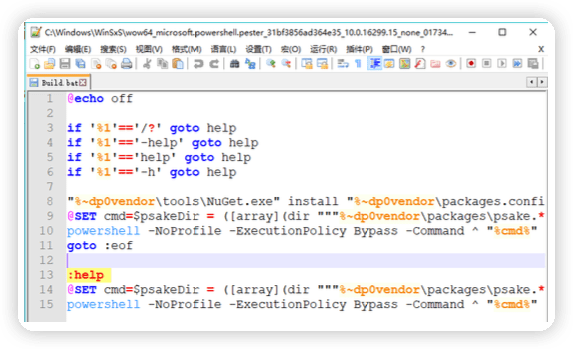 C:\Windows\WinSxS\wow64_microsoft.powershell.pester_31bf3856ad364e35_10.0.16299.15_none_01734...
文件(F) 编辑(E) 搜索(S) 视图(V) 格式(M) 语言(L) 设置(T) 宏(O) 运行(R) 插件(P) 窗口(W) ? X
Build.bat
1 @echo off
2
3 if '%1'=='/?' goto help
4 if '%1'=='-help' goto help
5 if '%1'=='help' goto help
6 if '%1'=='-h' goto help
7
8 "%~dp0vendor\tools\NuGet.exe" install "%~dp0vendor\packages.confi
9 @SET cmd=$psakeDir = ([array](dir """%~dp0vendor\packages\psake.*
10 powershell -NoProfile -ExecutionPolicy Bypass -Command ^ "%cmd%"
11 goto :eof
12
13 :help
14 @SET cmd=$psakeDir = ([array](dir """%~dp0vendor\packages\psake.*
15 powershell -NoProfile -ExecutionPolicy Bypass -Command ^ "%cmd%"